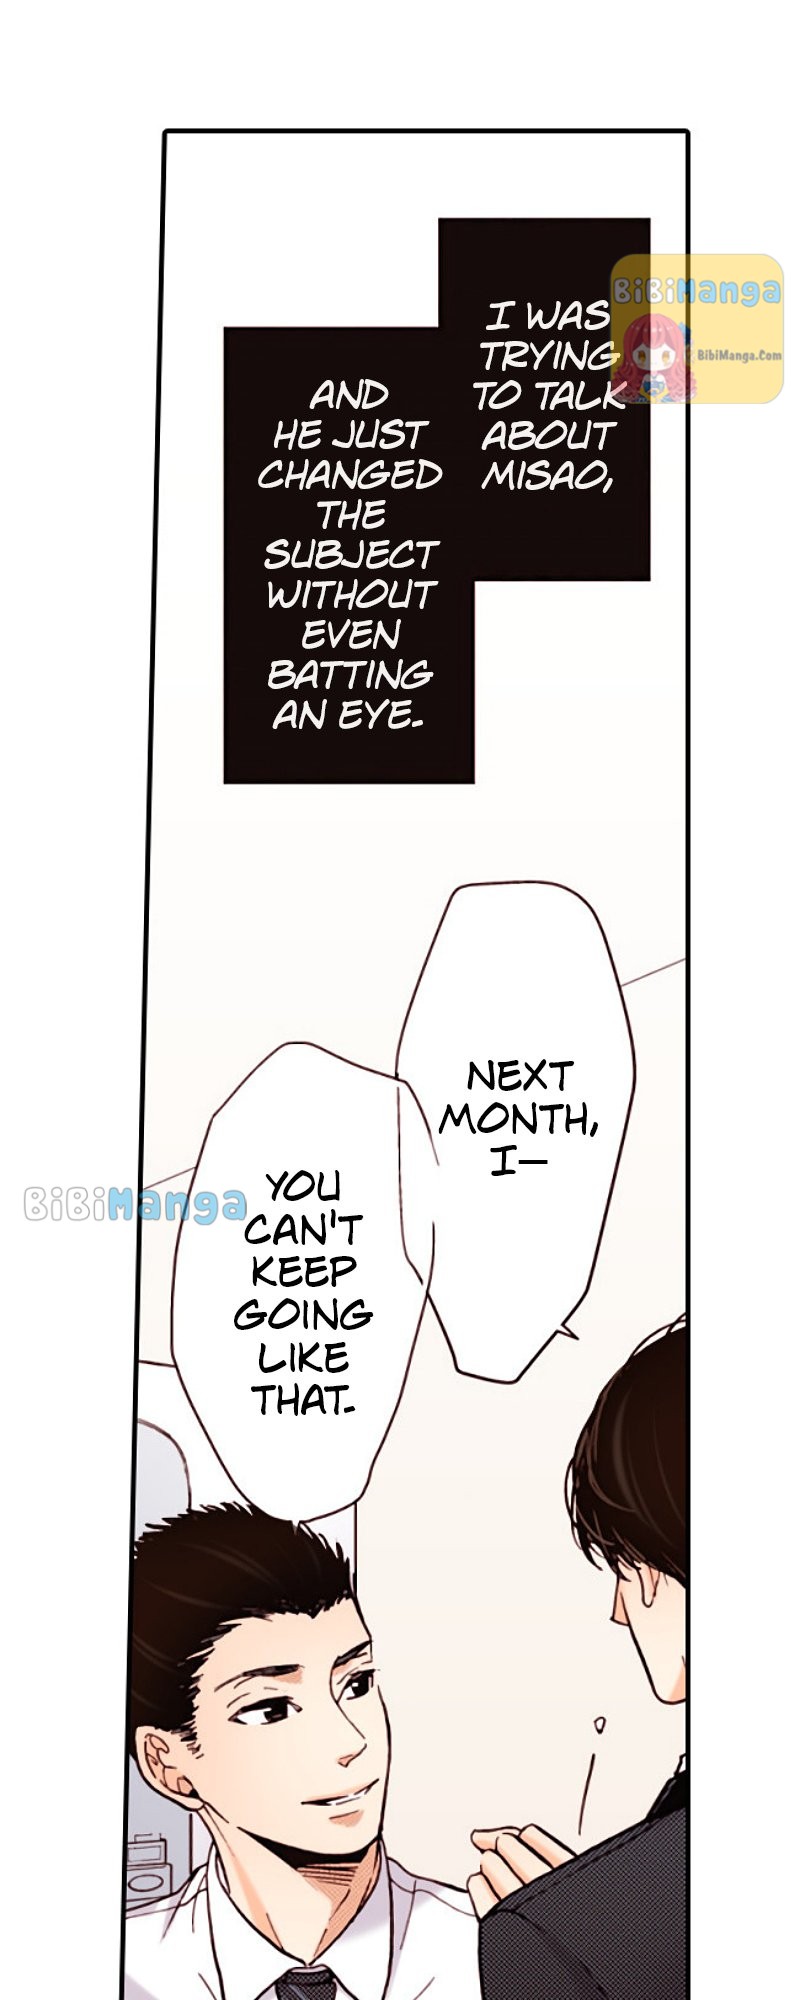 I WAS
TRYING
TO TALK
ABOUT
MISAO,
AND
HE JUST
CHANGED
THE
SUBJECT
WITHOUT
EVEN
BATTING
AN EYE.
BiBiManga
BibiManga.Com
NEXT
MONTH,
I—
YOU
CAN'T
KEEP
GOING
LIKE
THAT.
BiBiManga